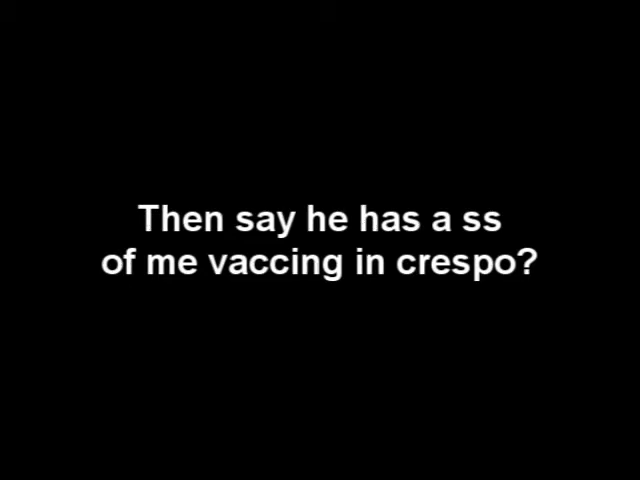 Then say he has a ss
of me vaccing in crespo?